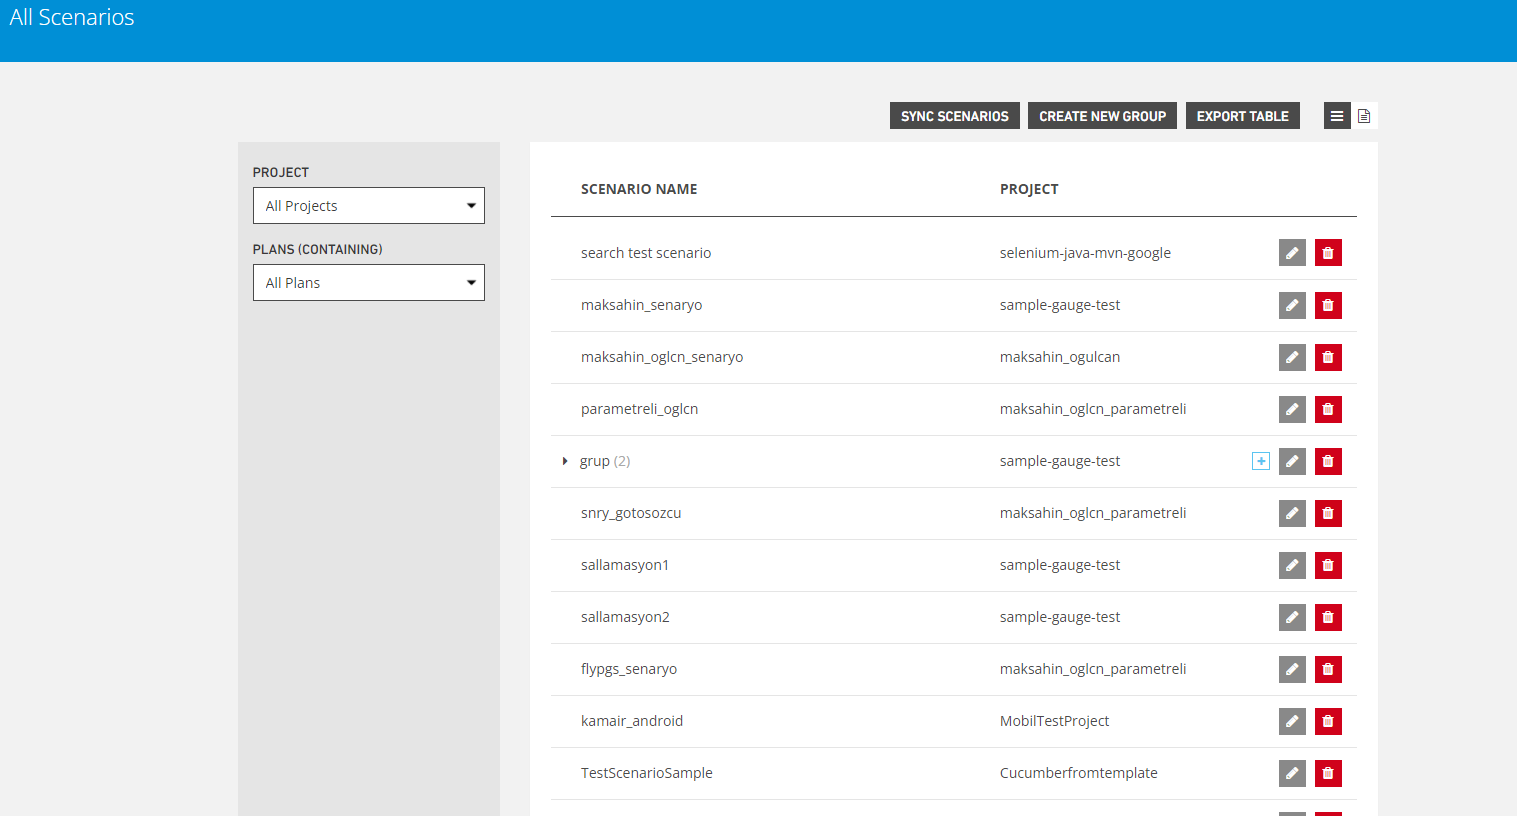 All Scenarios
SYNC SCENARIOS CREATE NEW GROUP EXPORT TABLE
PROJECT
All Projects
PLANS (CONTAINING)
All Plans
SCENARIO NAME PROJECT
search test scenario selenium-java-mvn-google
maksahin_senaryo sample-gauge-test
maksahin_oglcn_senaryo maksahin_ogulcan
parametreli_oglcn maksahin_oglcn_parametreli
grup (2) sample-gauge-test
snry_gotosozcu maksahin_oglcn_parametreli
sallamasyon1 sample-gauge-test
sallamasyon2 sample-gauge-test
flypgs_senaryo maksahin_oglcn_parametreli
kamair_android MobilTestProject
TestScenarioSample Cucumberfromtemplate